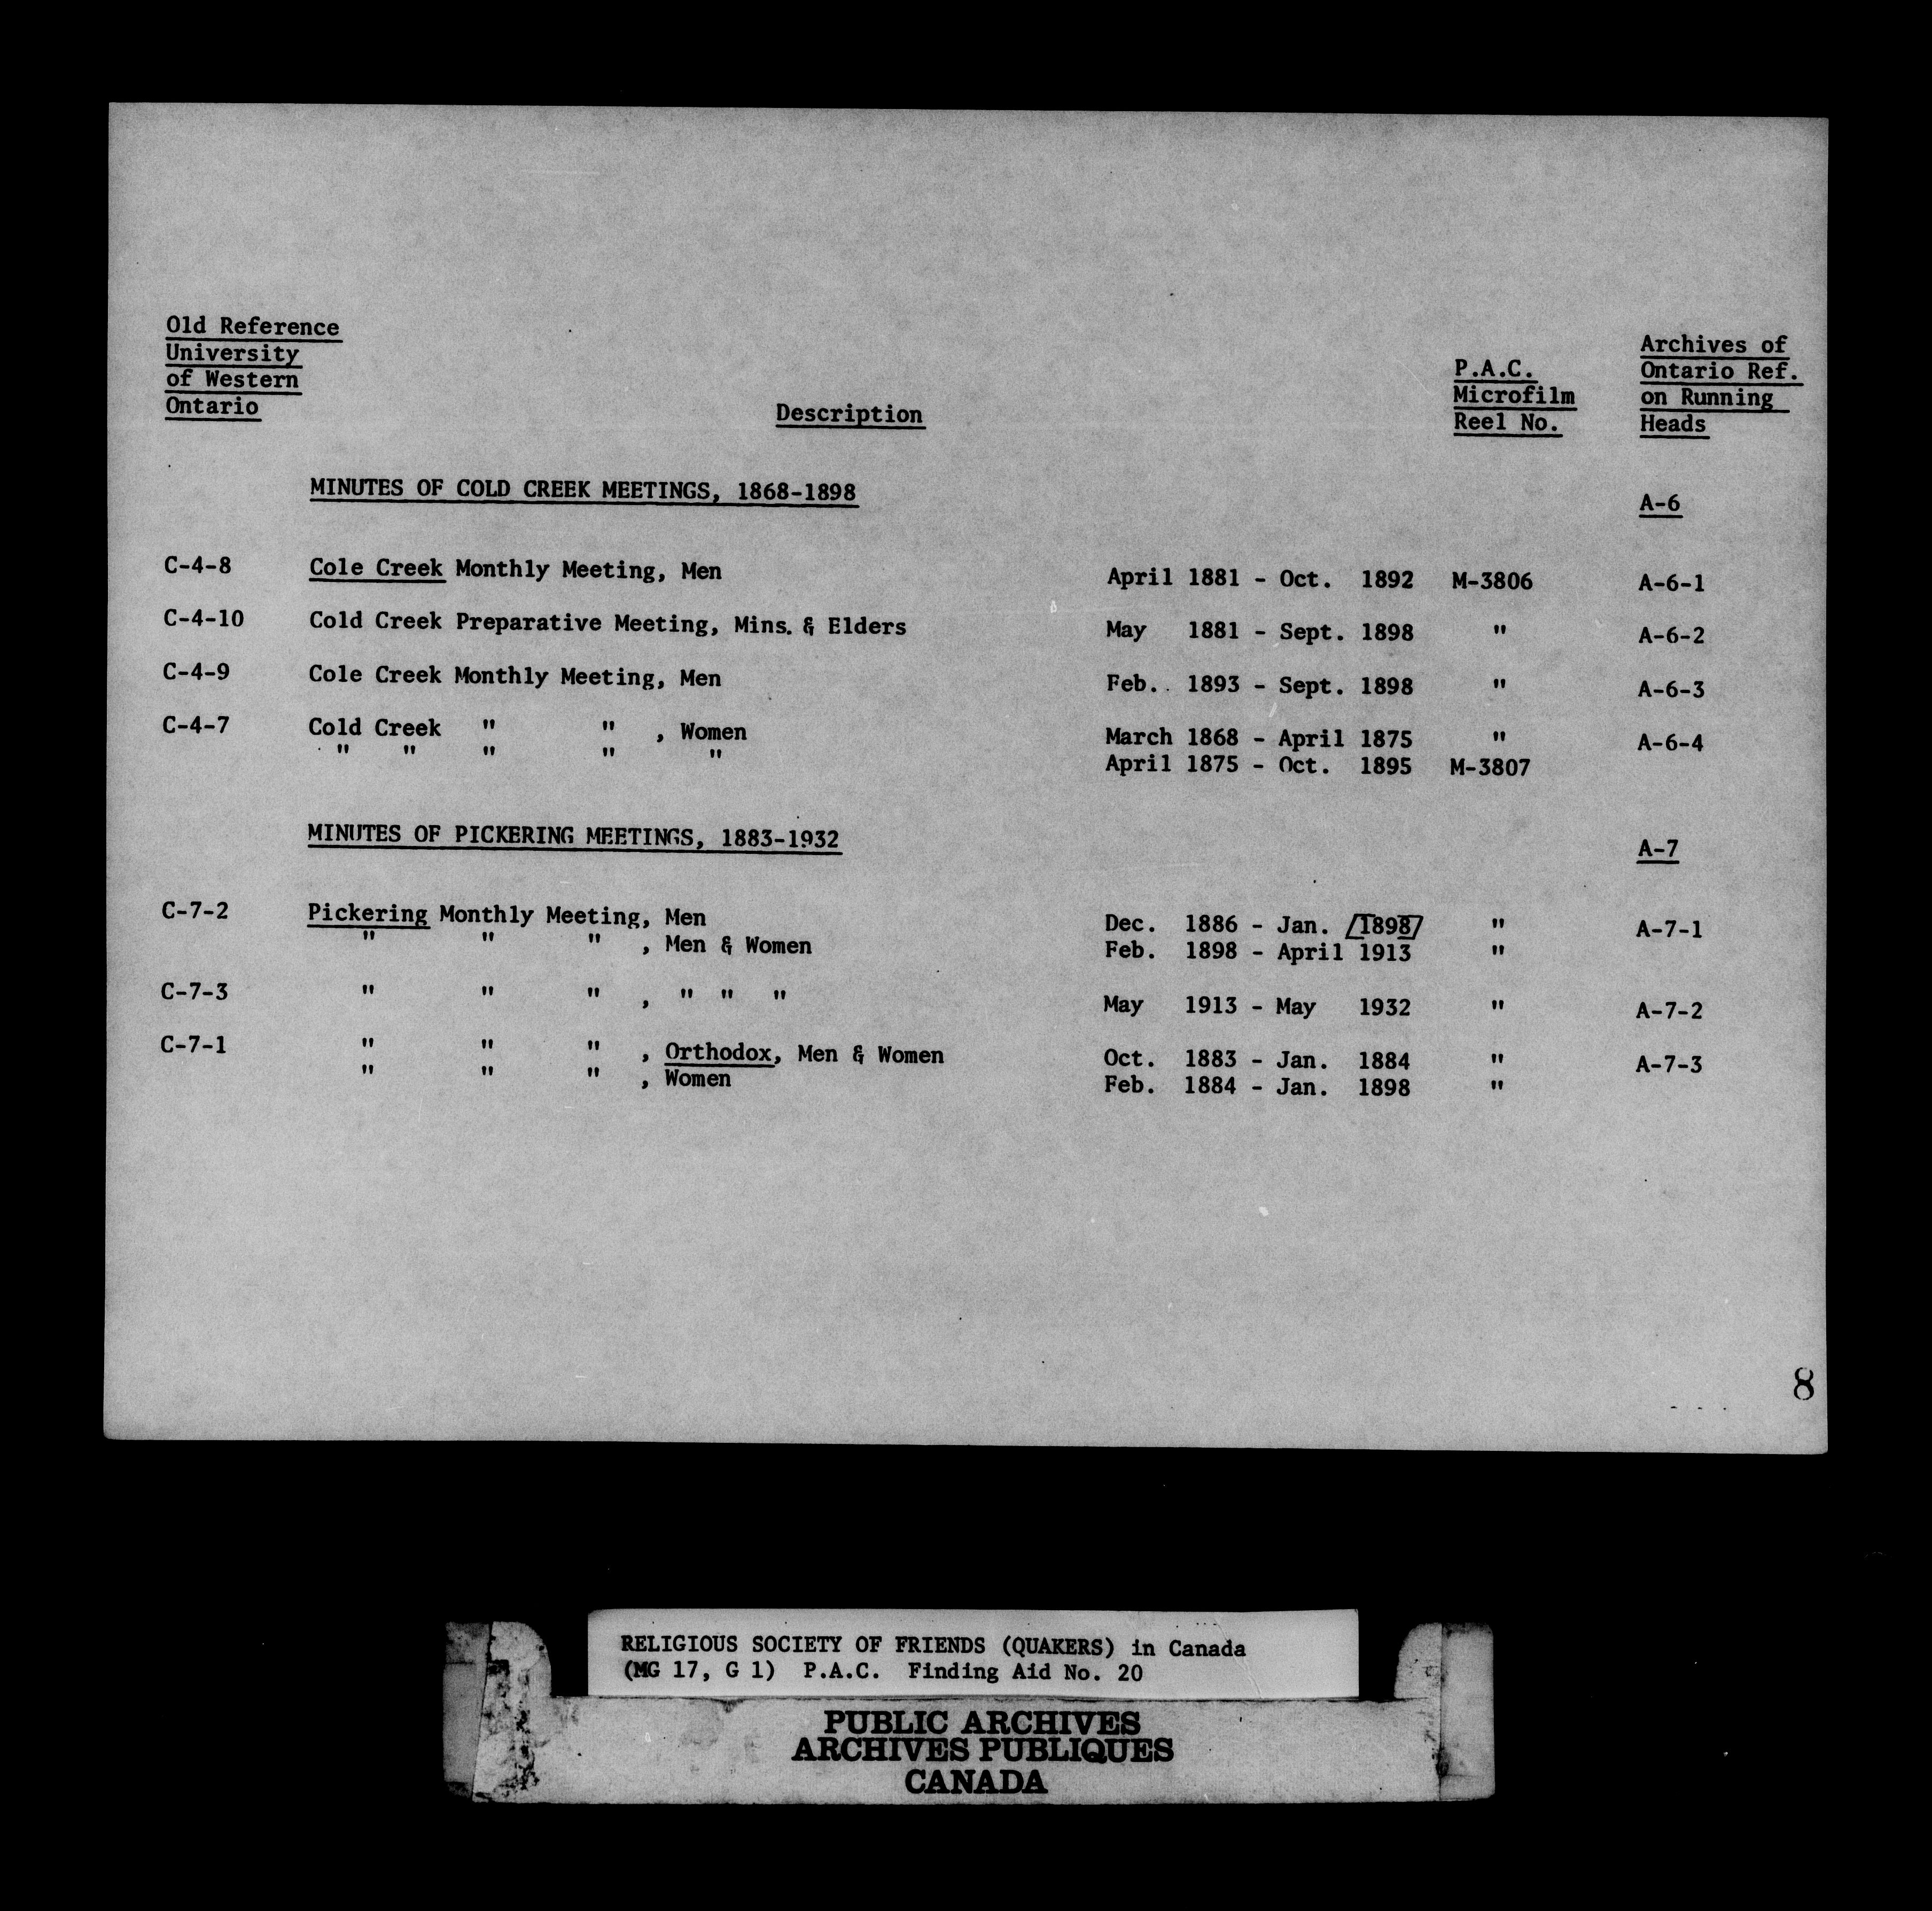 Old Reference
University
of Western
Ontario
Description
P.A.C.
Microfilm
Reel No.
Archives of
Ontario Ref.
on Running
Heads
MINUTES OF COLD CREEK MEETINGS, 1868-1898 A-6
C-4-8 Cole Creek Monthly Meeting, Men April 1881 - Oct. 1892 M-3806 A-6-1
C-4-10 Cold Creek Preparative Meeting, Mins. & Elders May 1881 - Sept. 1898 " A-6-2
C-4-9 Cole Creek Monthly Meeting, Men Feb. 1893 - Sept. 1898 " A-6-3
C-4-7 Cold Creek " " , Women March 1868 - April 1875 " A-6-4
" " " " " April 1875 - Oct. 1895 M-3807
MINUTES OF PICKERING MEETINGS, 1883-1932 A-7
C-7-2 Pickering Monthly Meeting, Men Dec. 1886 - Jan. [1898] " A-7-1
" " " , Men & Women Feb. 1898 - April 1913 "
C-7-3 " " " , " " " May 1913 - May 1932 " A-7-2
C-7-1 " " " , Orthodox, Men & Women Oct. 1883 - Jan. 1884 " A-7-3
" " " , Women Feb. 1884 - Jan. 1898 "
8
RELIGIOUS SOCIETY OF FRIENDS (QUAKERS) in Canada
(MG 17, G 1) P.A.C. Finding Aid No. 20
PUBLIC ARCHIVES
ARCHIVES PUBLIQUES
CANADA